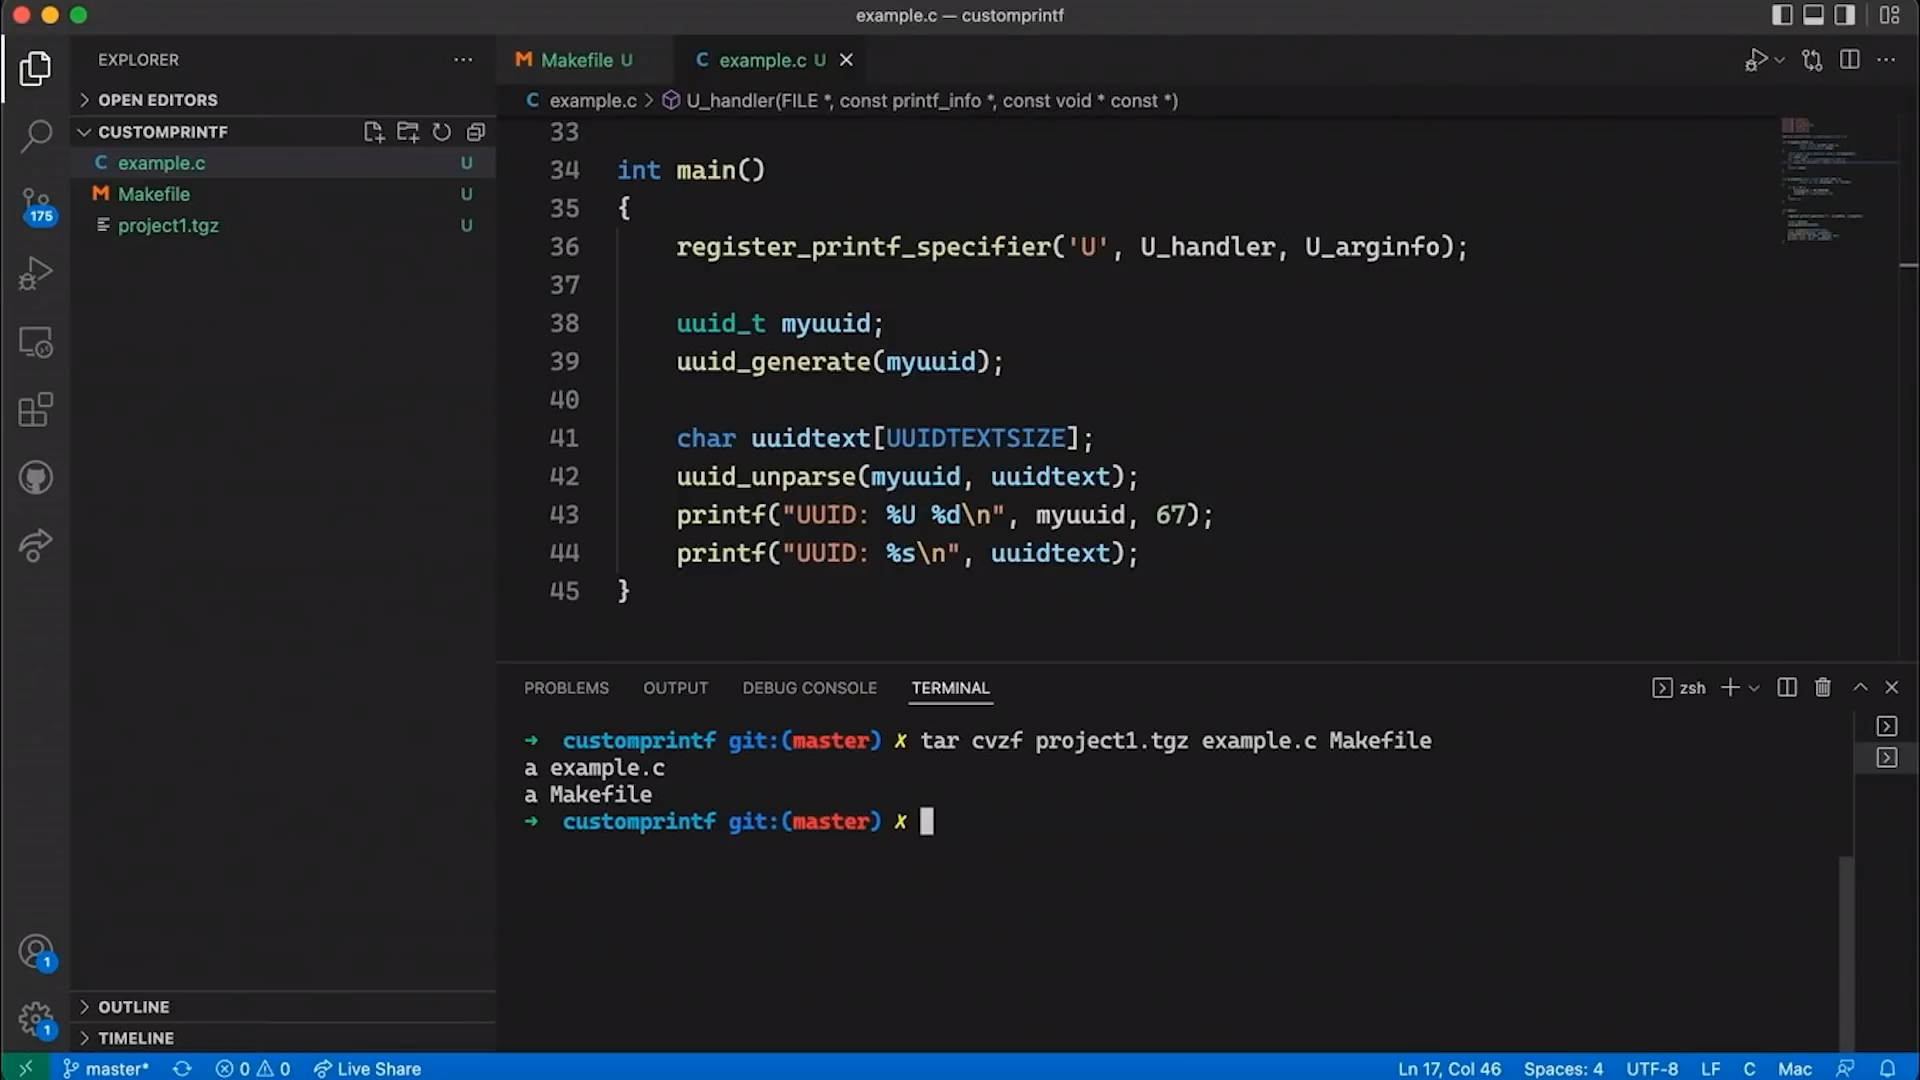 example.c — customprintf
EXPLORER
OPEN EDITORS
CUSTOMPRINTF
example.c U
Makefile U
project1.tgz U
175
1
1
OUTLINE
TIMELINE
Makefile U
example.c U
example.c > U_handler(FILE *, const printf_info *, const void * const *)
33
34 int main()
35 {
36 register_printf_specifier('U', U_handler, U_arginfo);
37
38 uuid_t myuuid;
39 uuid_generate(myuuid);
40
41 char uuidtext[UUIDTEXTSIZE];
42 uuid_unparse(myuuid, uuidtext);
43 printf("UUID: %U %d\n", myuuid, 67);
44 printf("UUID: %s\n", uuidtext);
45 }
PROBLEMS OUTPUT DEBUG CONSOLE TERMINAL zsh
→ customprintf git:(master) ✗ tar cvzf project1.tgz example.c Makefile
a example.c
a Makefile
→ customprintf git:(master) ✗
master* 0 0 Live Share Ln 17, Col 46 Spaces: 4 UTF-8 LF C Mac